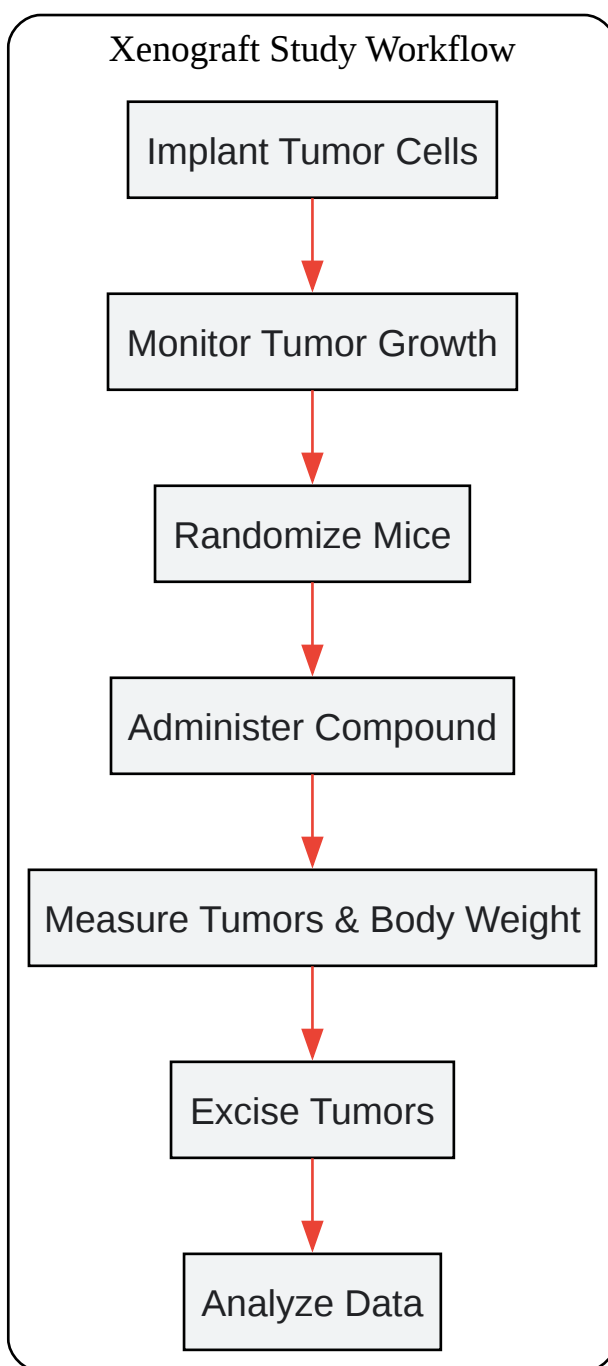 Xenograft Study Workflow
Implant Tumor Cells
Monitor Tumor Growth
Randomize Mice
Administer Compound
Measure Tumors & Body Weight
Excise Tumors
Analyze Data